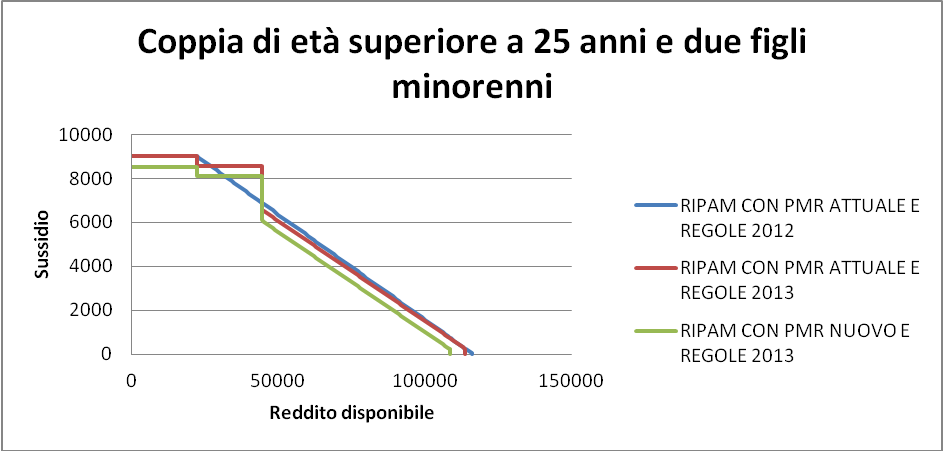 Coppia di età superiore a 25 anni e due figli
minorenni
10000
8000
6000
4000
2000
0
Sussidio
0 50000 100000 150000
Reddito disponibile
RIPAM CON PMR ATTUALE E
REGOLE 2012
RIPAM CON PMR ATTUALE E
REGOLE 2013
RIPAM CON PMR NUOVO E
REGOLE 2013